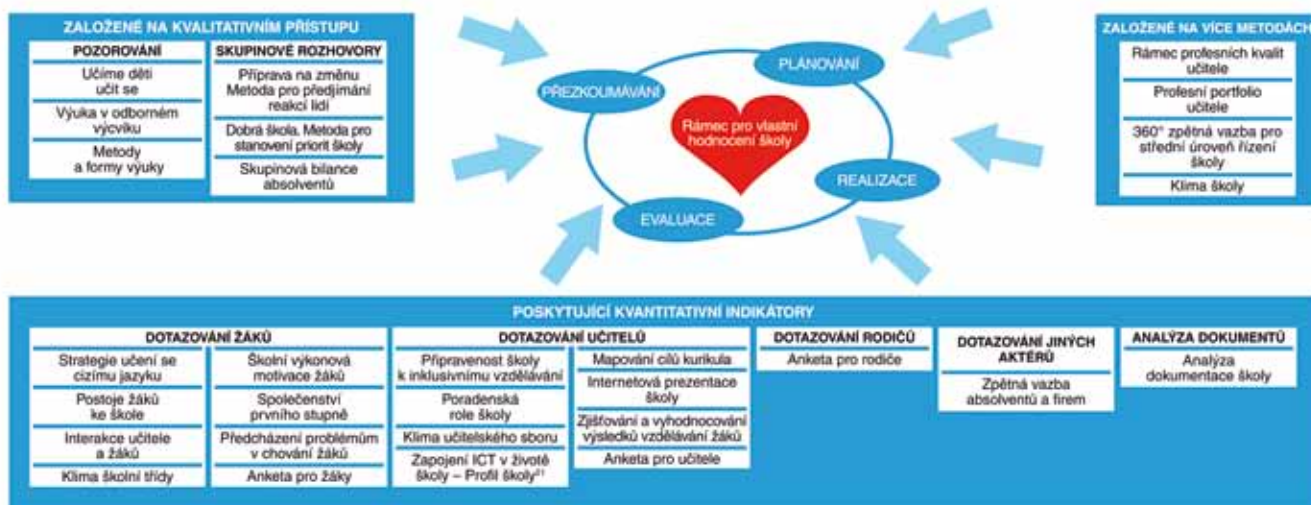 ZALOŽENÉ NA KVALITATIVNÍM PŘÍSTUPU
POZOROVÁNÍ
Učíme děti
učit se
Výuka v odborném
výcviku
Metody
a formy výuky
SKUPINOVÉ ROZHOVORY
Příprava na změnu
Metoda pro předjímání
reakcí lidí
Dobrá škola. Metoda pro
stanovení priorit školy
Skupinová bilance
absolventů
PLÁNOVÁNÍ
PŘEZKOUMÁVÁNÍ
Rámec pro vlastní
hodnocení školy
REALIZACE
EVALUACE
ZALOŽENÉ NA VÍCE METODÁCH
Rámec profesních kvalit
učitele
Profesní portfolio
učitele
360° zpětná vazba pro
střední úroveň řízení
školy
Klima školy
POSKYTUJÍCÍ KVANTITATIVNÍ INDIKÁTORY
DOTAZOVÁNÍ ŽÁKŮ
Strategie učení se
cizímu jazyku
Postoje žáků
ke škole
Interakce učitele
a žáků
Klima školní třídy
Školní výkonová
motivace žáků
Společenství
prvního stupně
Předcházení problémům
v chování žáků
Anketa pro žáky
DOTAZOVÁNÍ UČITELŮ
Připravenost školy
k inkluzivnímu vzdělávání
Poradenská
role školy
Klima učitelského sboru
Zapojení ICT v životě
školy – Profil školy²¹
Mapování cílů kurikula
Internetová prezentace
školy
Zjišťování a vyhodnocování
výsledků vzdělávání žáků
Anketa pro učitele
DOTAZOVÁNÍ RODIČŮ
Anketa pro rodiče
DOTAZOVÁNÍ JINÝCH
AKTÉRŮ
Zpětná vazba
absolventů a firem
ANALÝZA DOKUMENTŮ
Analýza
dokumentace školy